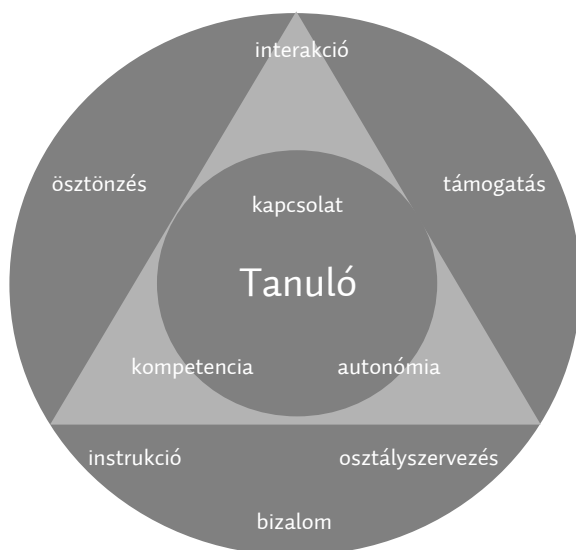 interakció
ösztönzés
támogatás
kapcsolat
Tanuló
kompetencia
autonómia
instrukció
osztályszervezés
bizalom